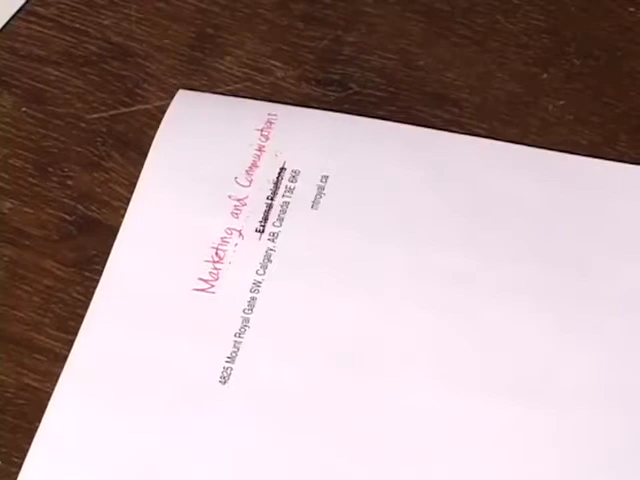 Marketing and Communications
External Relations
4825 Mount Royal Gate SW, Calgary, AB, Canada T3E 6K6
mtroyal.ca